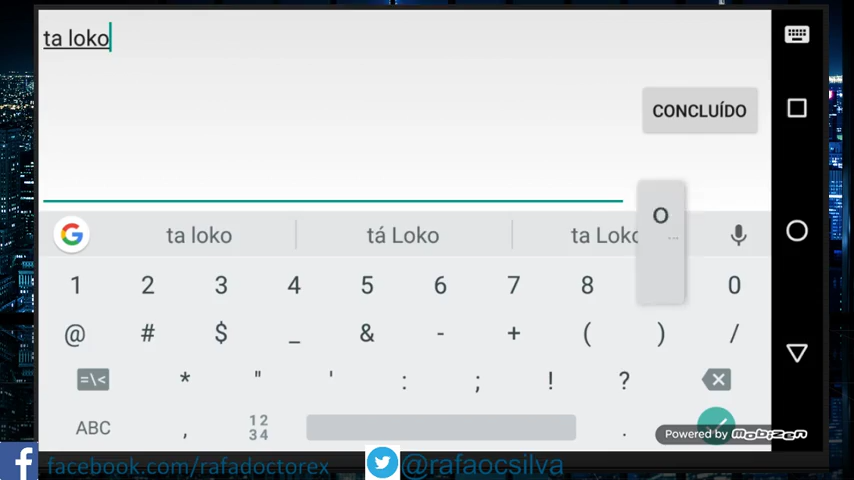 ta loko
CONCLUÍDO
O
...
ta loko tá Loko ta Loko
1 2 3 4 5 6 7 8 0
@ # $ _ & - + ( ) /
=\< * " ' : ; ! ?
ABC , 12 34 .
Powered by mobizen
facebook.com/rafadoctorex @rafaocsilva